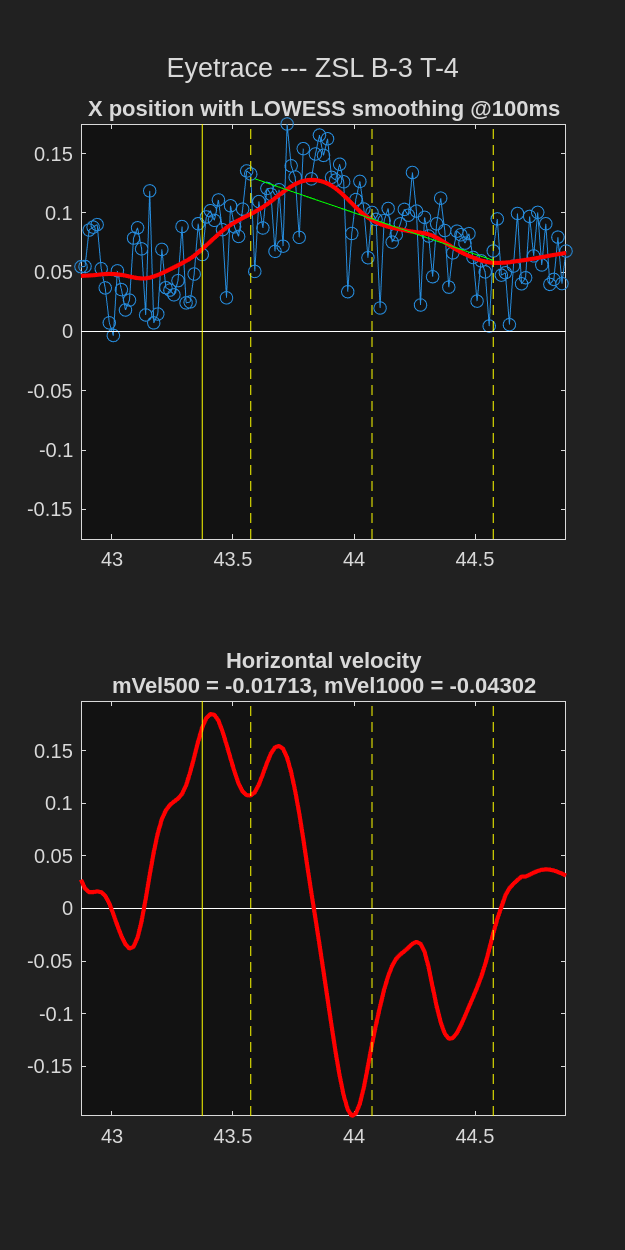 Eyetrace --- ZSL B-3 T-4
X position with LOWESS smoothing @100ms
0.15
0.1
0.05
0
-0.05
-0.1
-0.15
43 43.5 44 44.5
Horizontal velocity
mVel500 = -0.01713, mVel1000 = -0.04302
0.15
0.1
0.05
0
-0.05
-0.1
-0.15
43 43.5 44 44.5